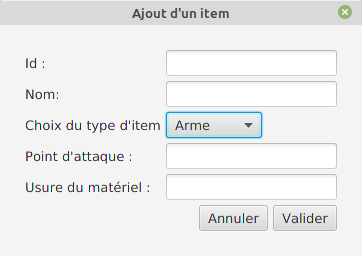 Ajout d'un item
Id :
Nom:
Choix du type d'item Arme
Point d'attaque :
Usure du matériel :
Annuler Valider